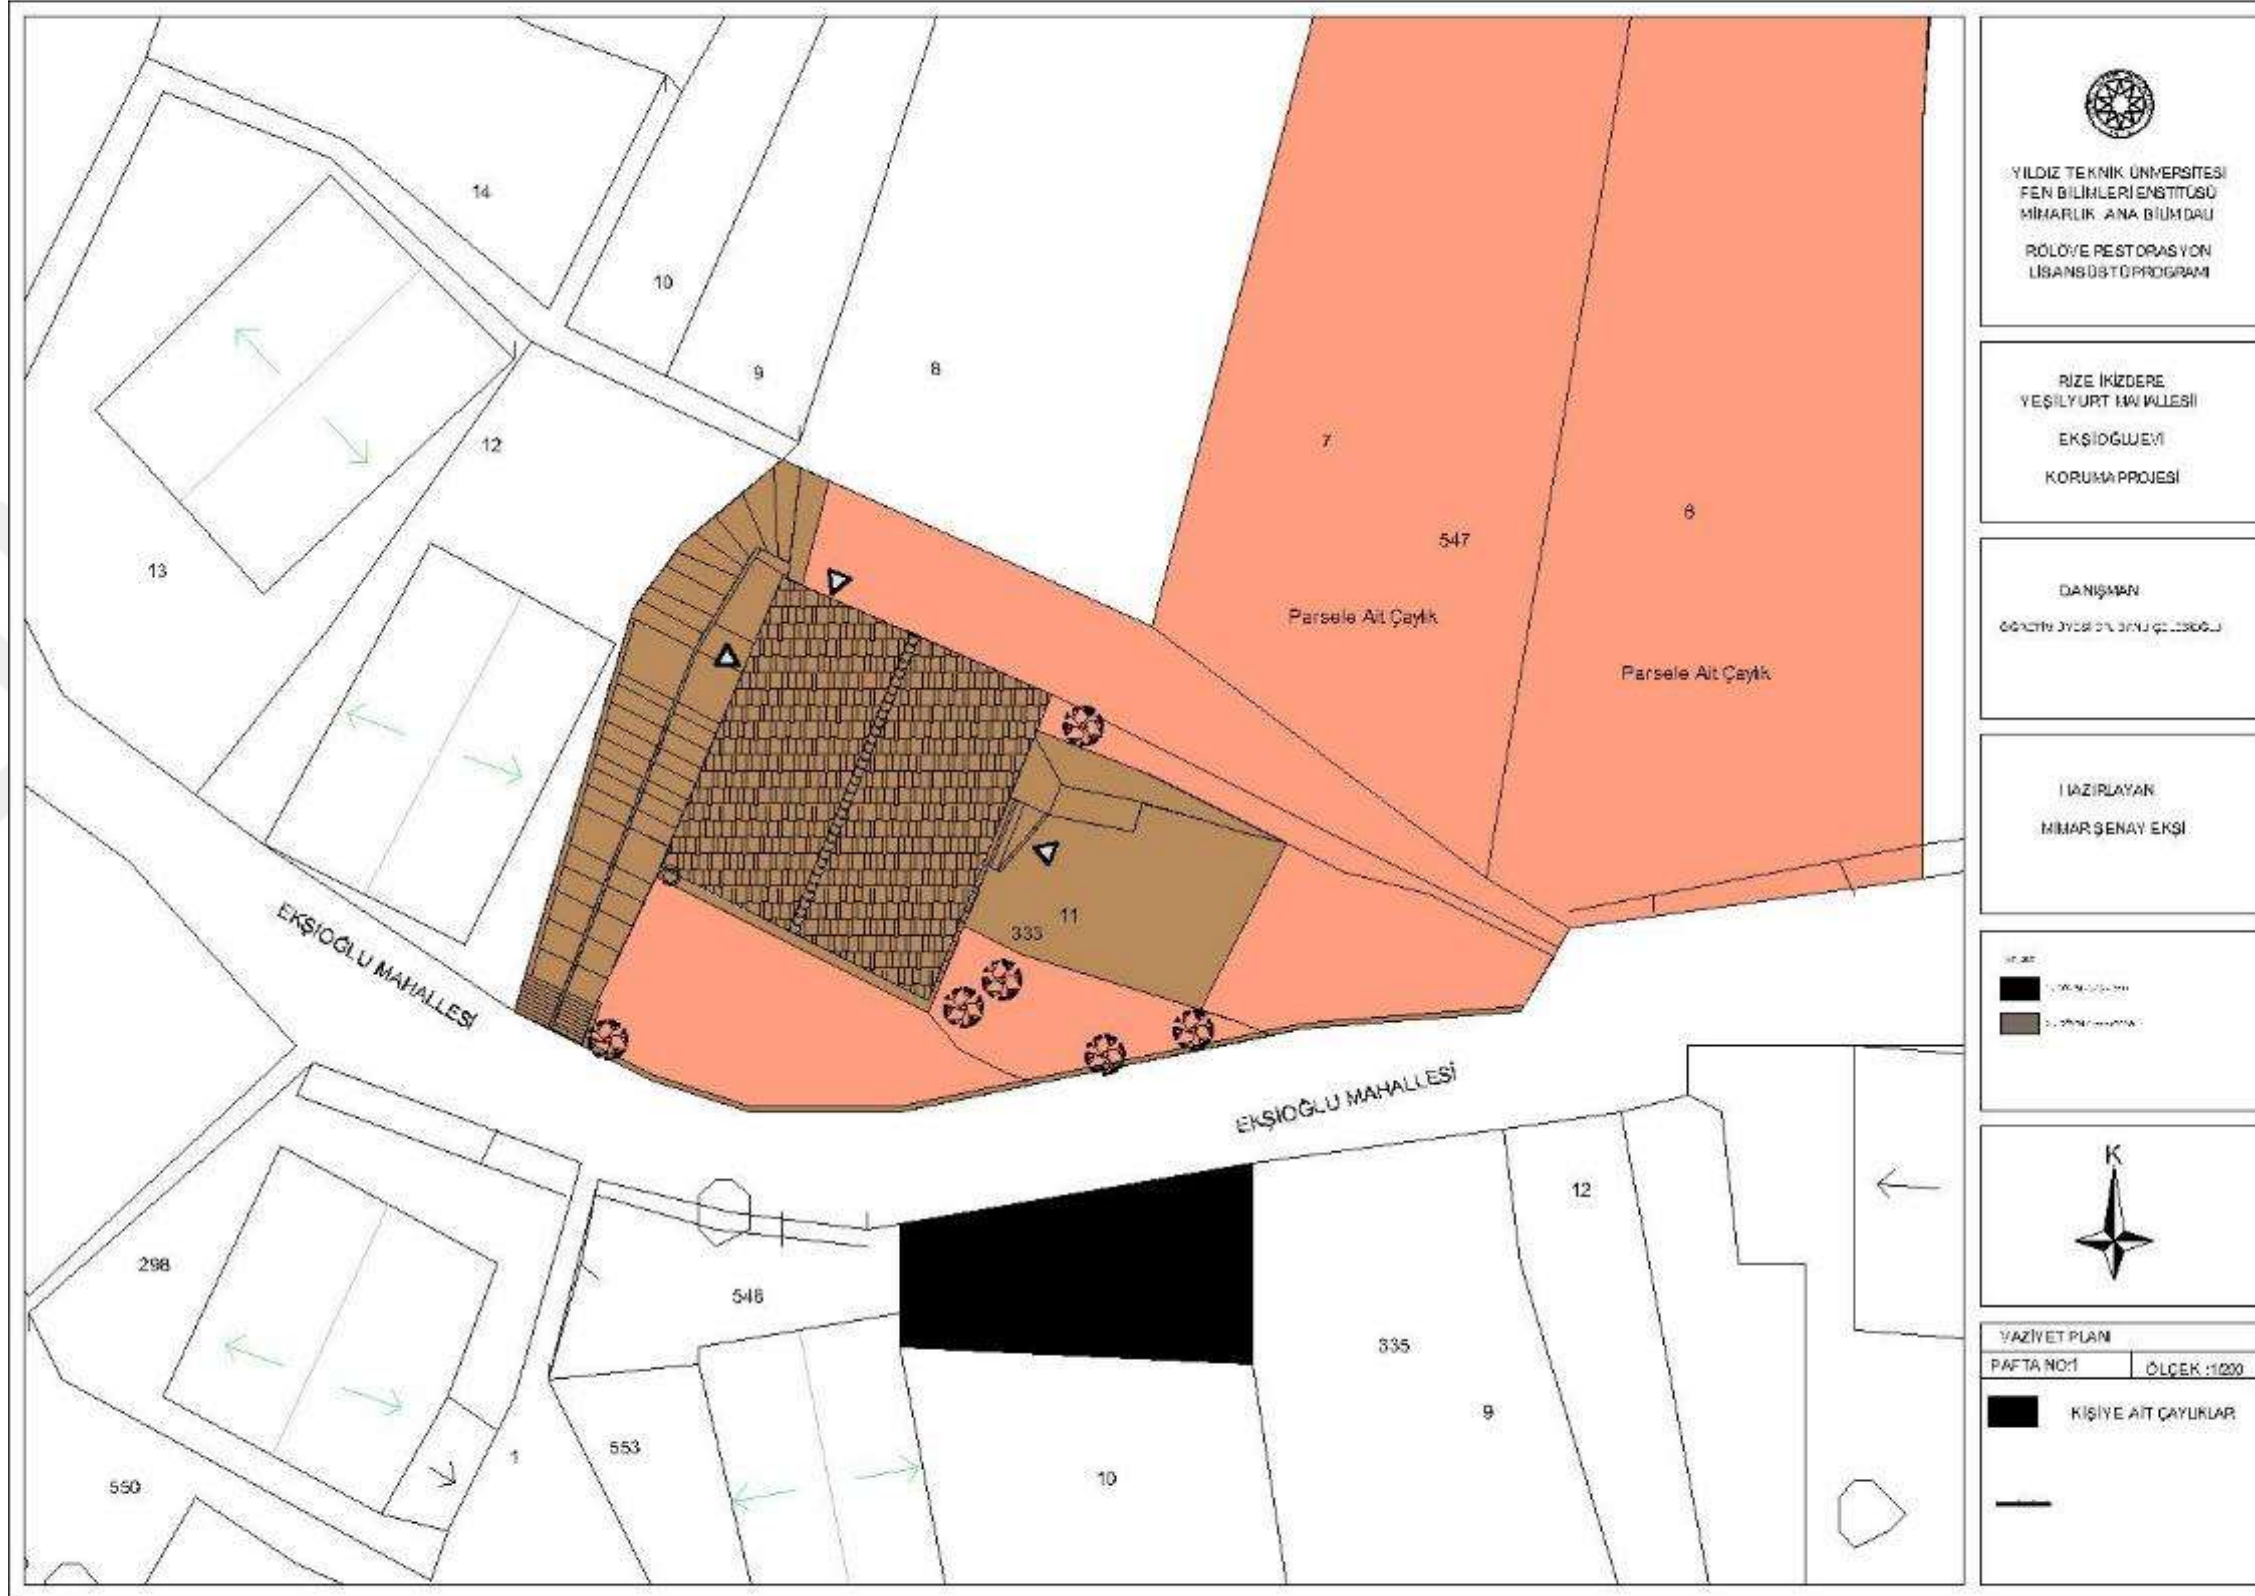 14
10
9
8
12
13
7
547
6
Parsele Ait Çaylık
Parsele Ait Çaylık
11
333
EKŞİOĞLU MAHALLESİ
EKŞİOĞLU MAHALLESİ
298
546
12
335
9
553
1
10
550
YILDIZ TEKNİK ÜNVERSİTESİ
FEN BİLİMLERİ ENSTİTÜSÜ
MİMARLIK ANA BİLİM DALI
RÖLÖVE RESTORASYON
LİSANSÜSTÜ PROGRAMI
RİZE İKİZDERE
YEŞİLYURT MAHALLESİ
EKŞİOĞLU EVİ
KORUMA PROJESİ
DANIŞMAN
HAZIRLAYAN
MİMAR ŞENAY EKŞİ
K
VAZİYET PLANI
PAFTA NO:1
ÖLÇEK :1/200
KİŞİYE AİT ÇAYLIKLAR